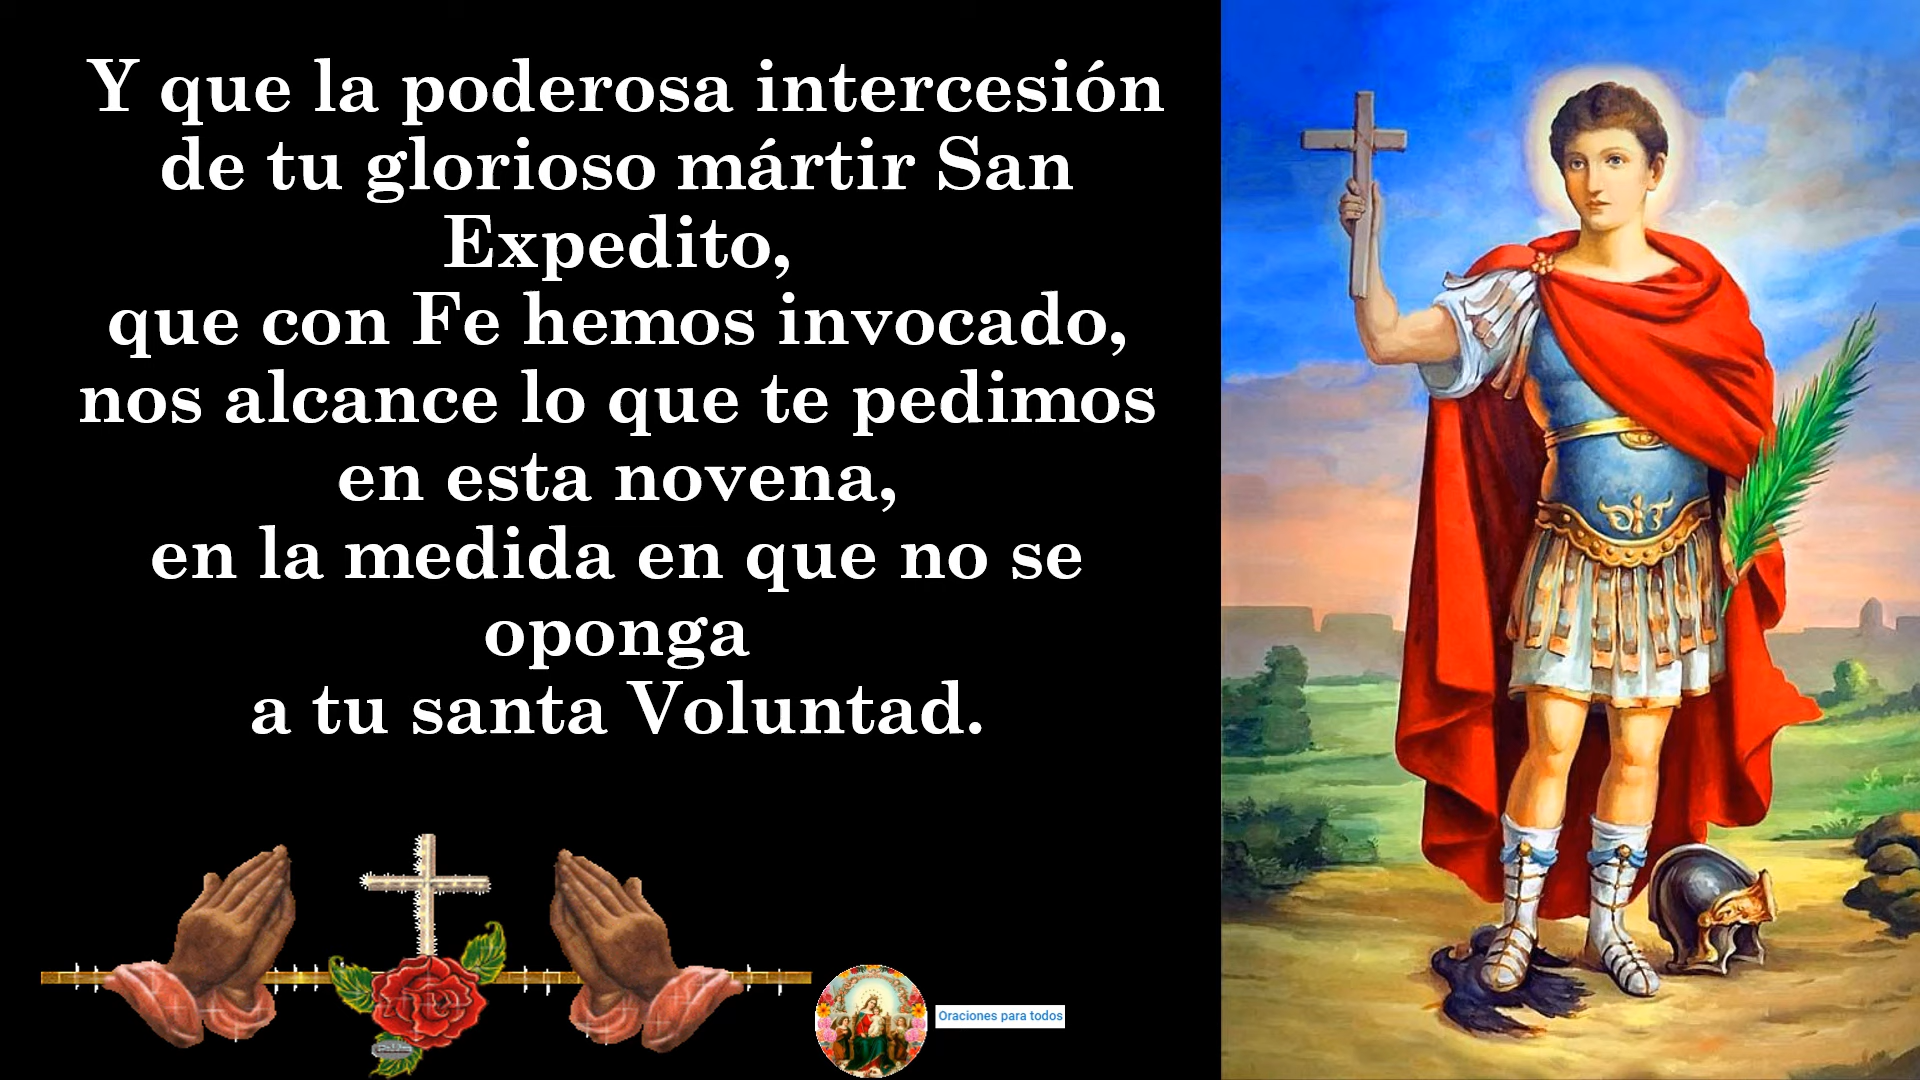 Y que la poderosa intercesión
de tu glorioso mártir San
Expedito,
que con Fe hemos invocado,
nos alcance lo que te pedimos
en esta novena,
en la medida en que no se
oponga
a tu santa Voluntad.
Oraciones para todos